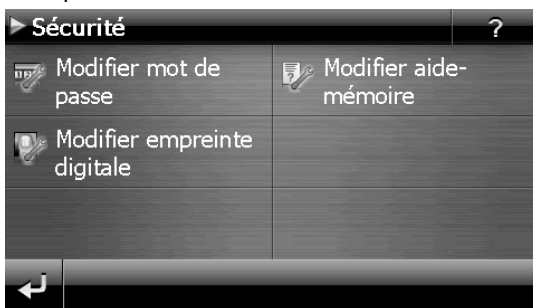 Sécurité
?
Modifier mot de
passe
Modifier aide-
mémoire
Modifier empreinte
digitale